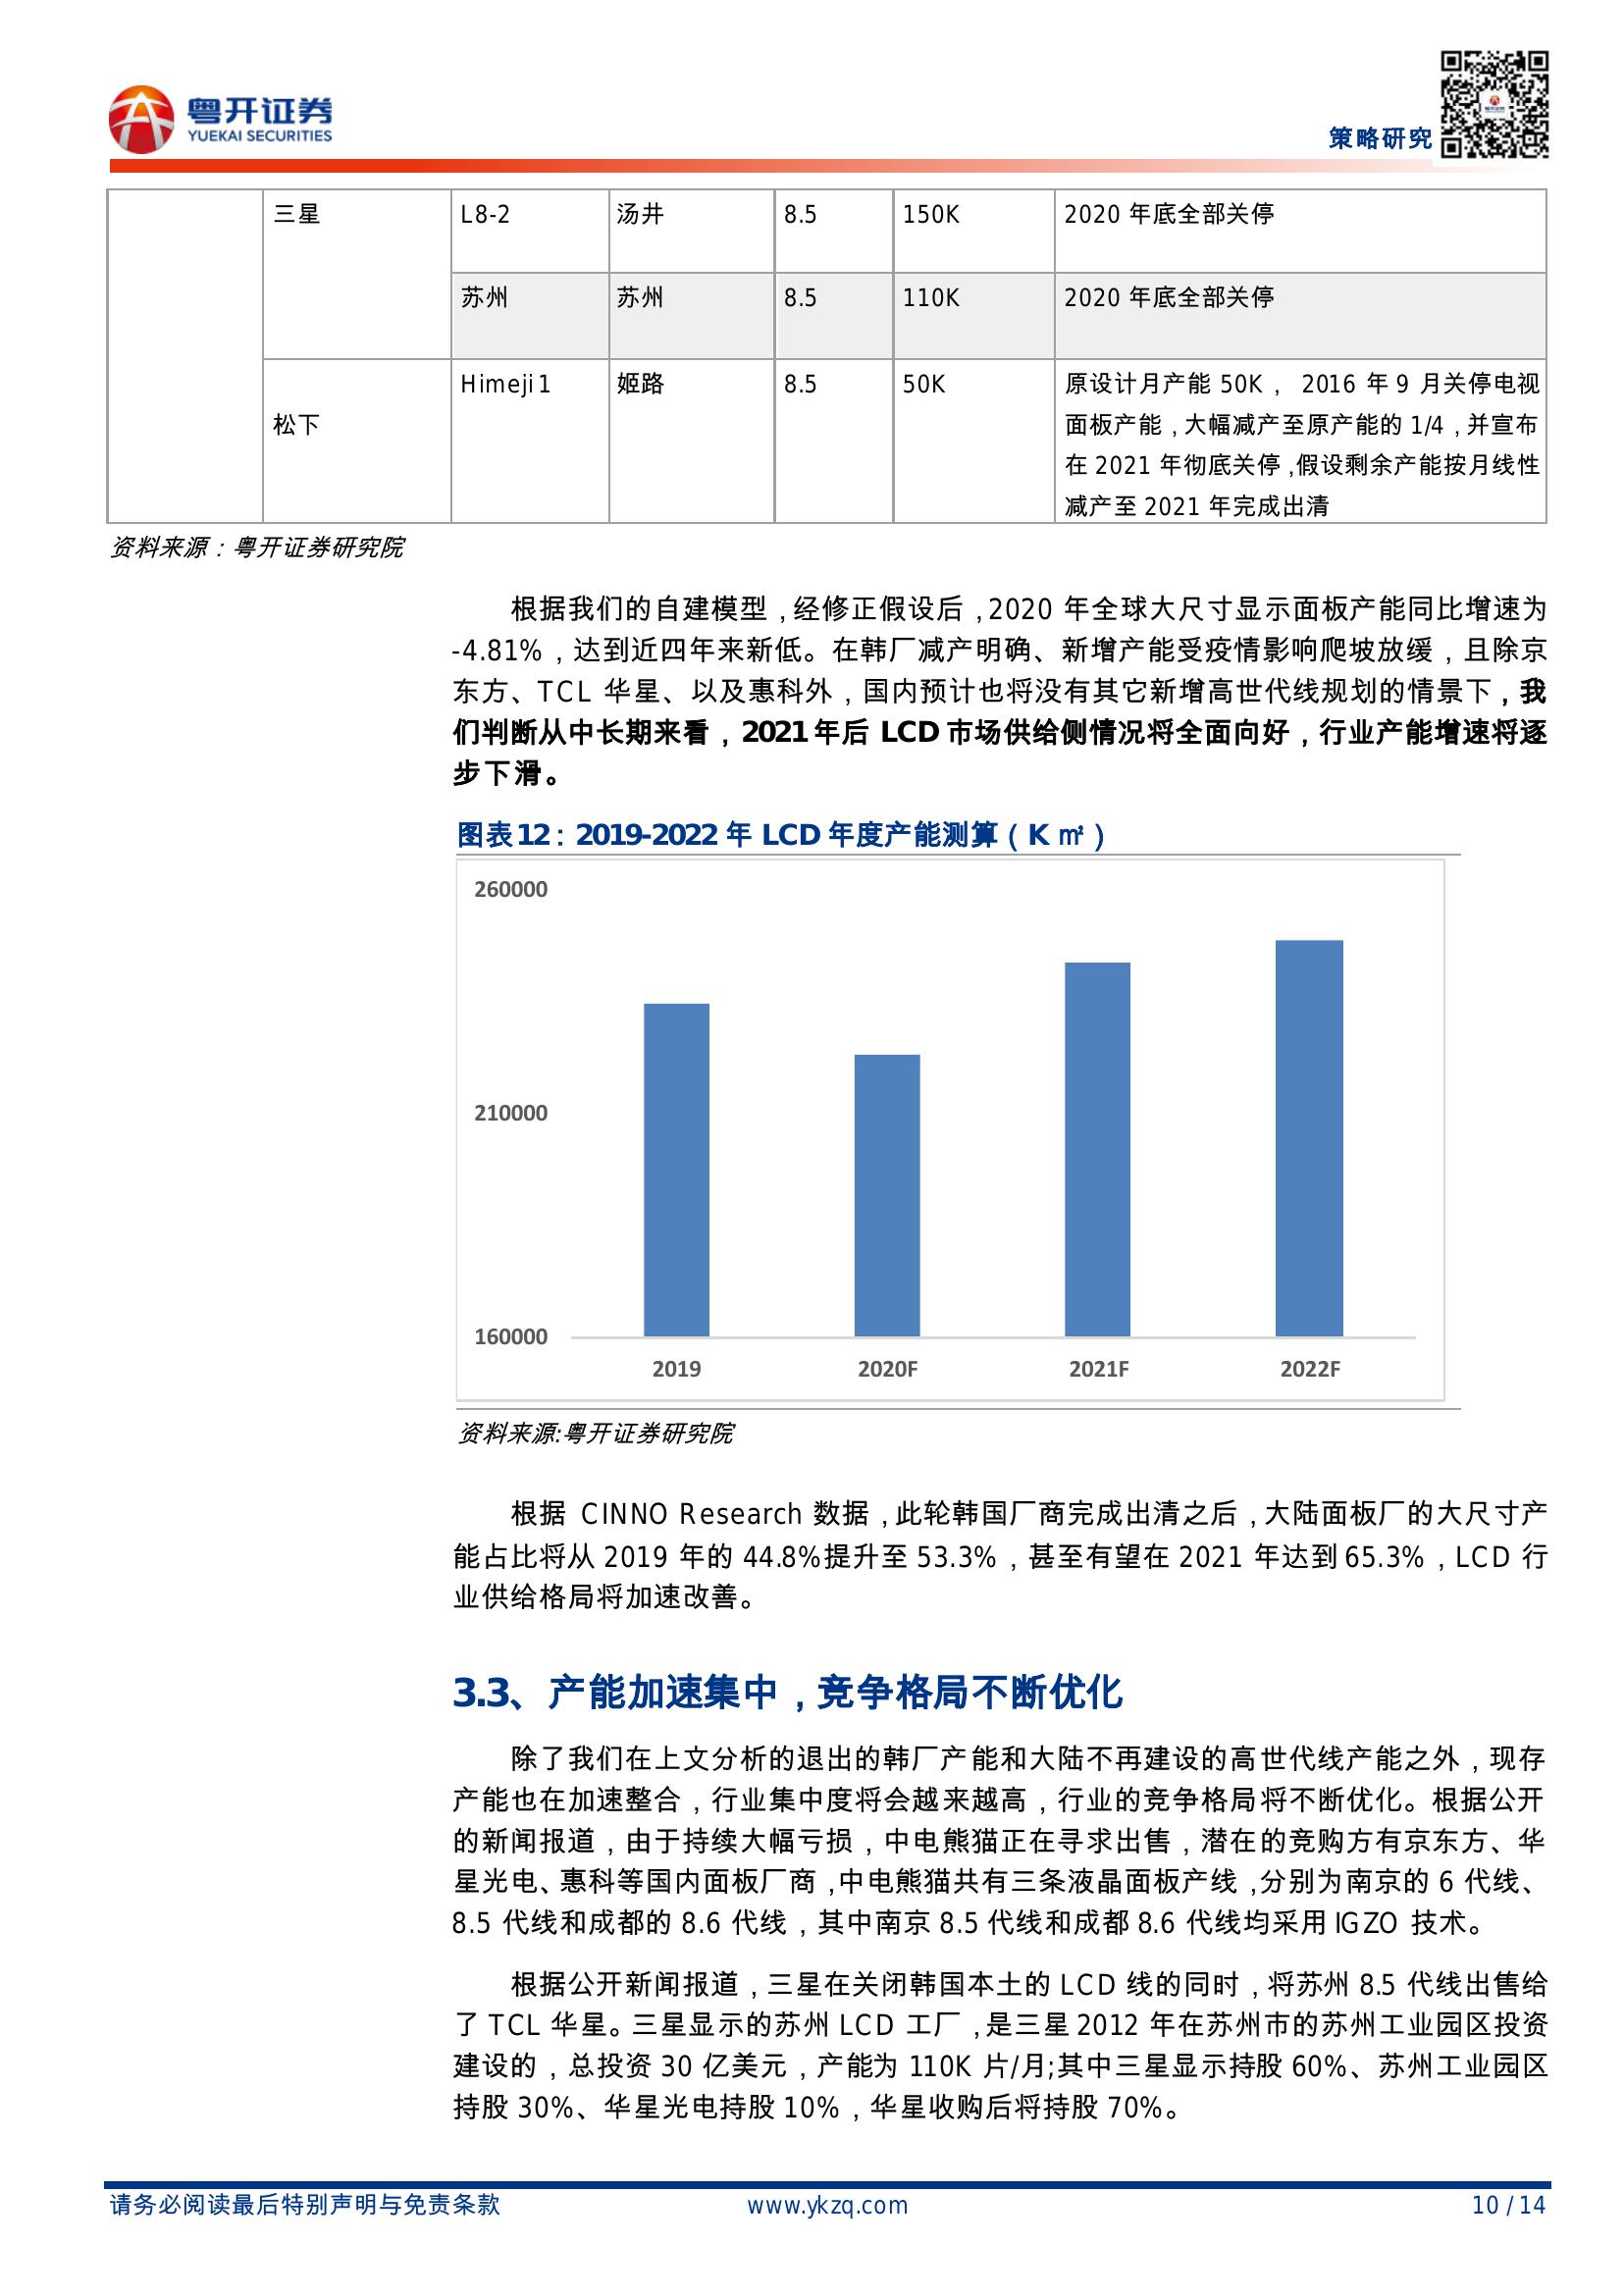 粤开证券
YUEKAI SECURITIES
策略研究
三星 L8-2 汤井 8.5 150K 2020 年底全部关停
苏州 苏州 8.5 110K 2020 年底全部关停
松下 Himeji 1 姬路 8.5 50K 原设计月产能 50K， 2016 年 9 月关停电视
面板产能，大幅减产至原产能的 1/4，并宣布
在 2021 年彻底关停，假设剩余产能按月线性
减产至 2021 年完成出清
资料来源：粤开证券研究院
根据我们的自建模型，经修正假设后，2020 年全球大尺寸显示面板产能同比增速为
-4.81%，达到近四年来新低。在韩厂减产明确、新增产能受疫情影响爬坡放缓，且除京
东方、TCL 华星、以及惠科外，国内预计也将没有其它新增高世代线规划的情景下，我
们判断从中长期来看，2021 年后 LCD 市场供给侧情况将全面向好，行业产能增速将逐
步下滑。
图表 12：2019-2022 年 LCD 年度产能测算（K ㎡）
260000
210000
160000
2019 2020F 2021F 2022F
资料来源:粤开证券研究院
根据 CINNO Research 数据，此轮韩国厂商完成出清之后，大陆面板厂的大尺寸产
能占比将从 2019 年的 44.8%提升至 53.3%，甚至有望在 2021 年达到 65.3%，LCD 行
业供给格局将加速改善。
3.3、产能加速集中，竞争格局不断优化
除了我们在上文分析的退出的韩厂产能和大陆不再建设的高世代线产能之外，现存
产能也在加速整合，行业集中度将会越来越高，行业的竞争格局将不断优化。根据公开
的新闻报道，由于持续大幅亏损，中电熊猫正在寻求出售，潜在的竞购方有京东方、华
星光电、惠科等国内面板厂商，中电熊猫共有三条液晶面板产线，分别为南京的 6 代线、
8.5 代线和成都的 8.6 代线，其中南京 8.5 代线和成都 8.6 代线均采用 IGZO 技术。
根据公开新闻报道，三星在关闭韩国本土的 LCD 线的同时，将苏州 8.5 代线出售给
了 TCL 华星。三星显示的苏州 LCD 工厂，是三星 2012 年在苏州市的苏州工业园区投资
建设的，总投资 30 亿美元，产能为 110K 片/月;其中三星显示持股 60%、苏州工业园区
持股 30%、华星光电持股 10%，华星收购后将持股 70%。
请务必阅读最后特别声明与免责条款 www.ykzq.com 10 / 14